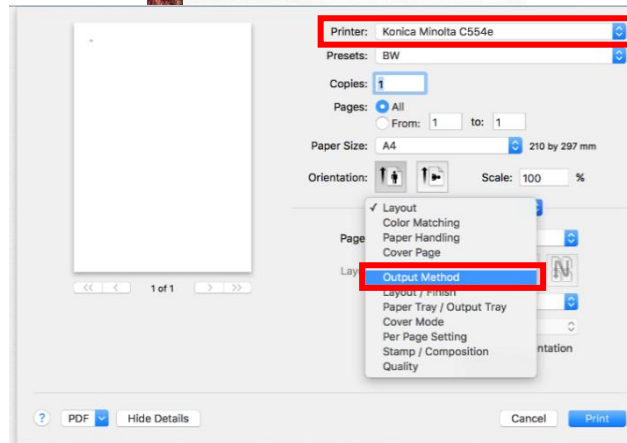 Printer: Konica Minolta C554e
Presets: BW
Copies: 1
Pages: All
From: 1 to: 1
Paper Size: A4 210 by 297 mm
Orientation: Scale: 100 %
✓ Layout
Color Matching
Page Paper Handling
Cover Page
Layo Output Method
<< < 1 of 1 > >>
Layout / Finish
Paper Tray / Output Tray
Cover Mode
Per Page Setting
Stamp / Composition ntation
Quality
? PDF Hide Details Cancel Print